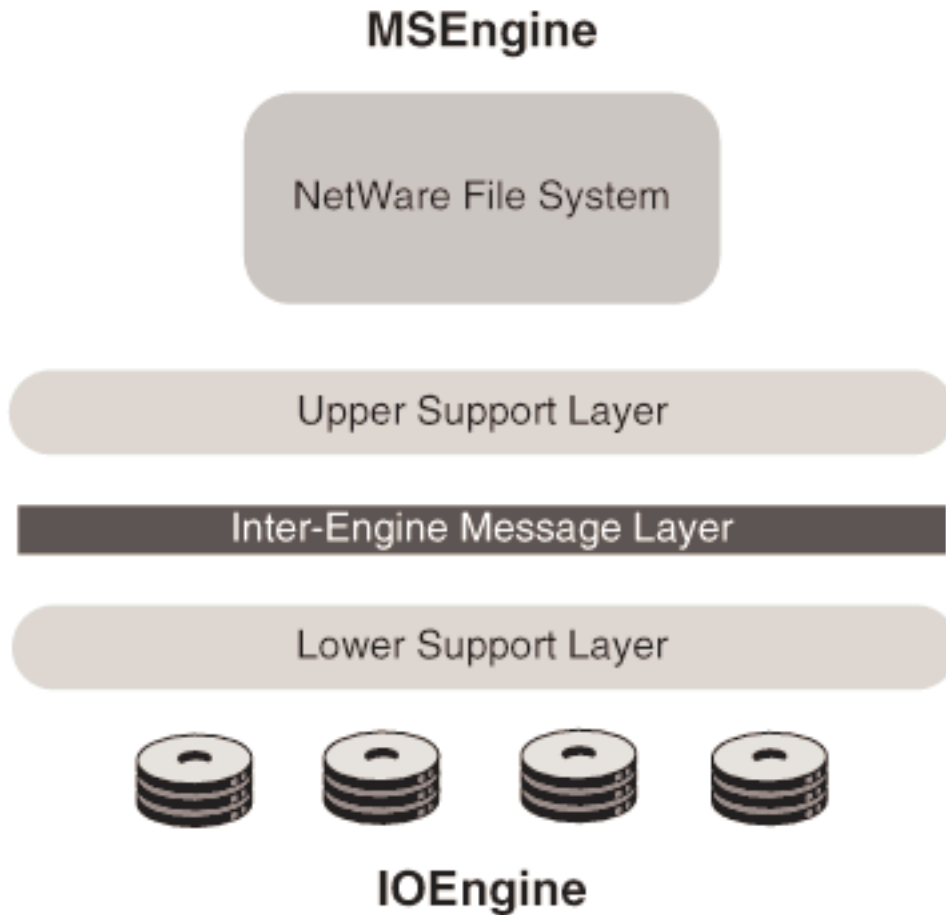 MSEngine
NetWare File System
Upper Support Layer
Inter-Engine Message Layer
Lower Support Layer
IOEngine